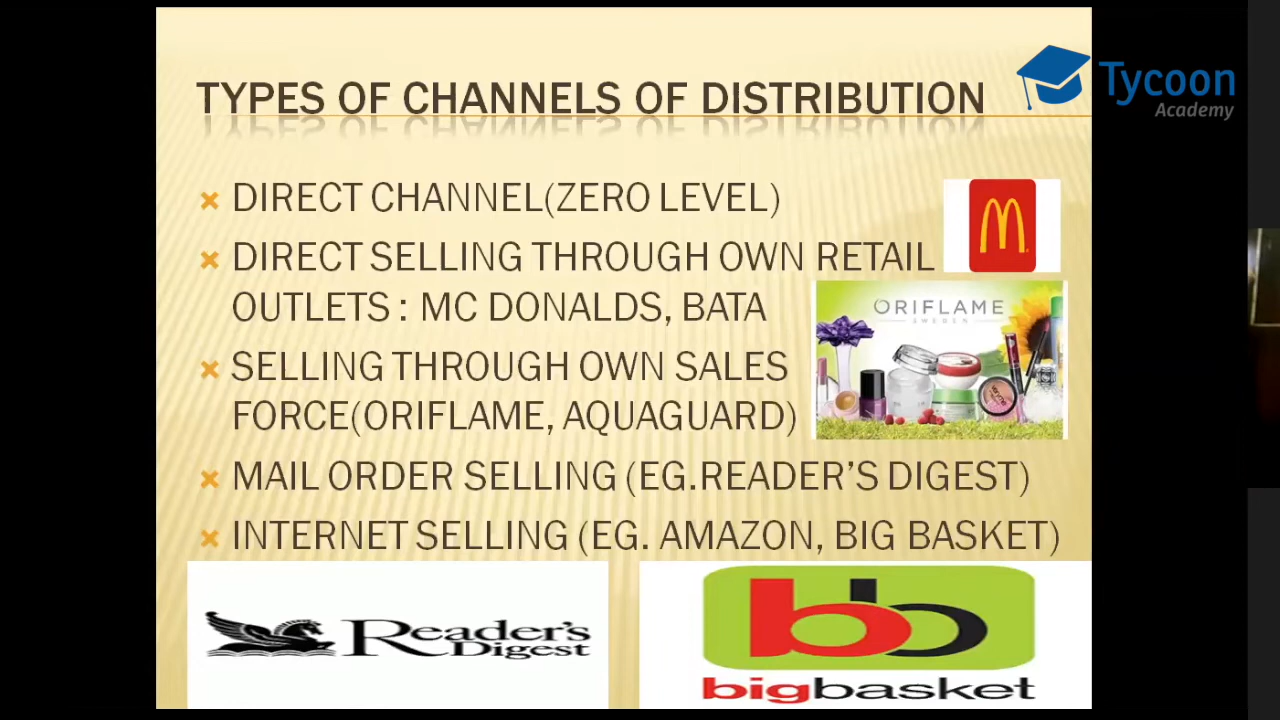 TYPES OF CHANNELS OF DISTRIBUTION
Tycoon
Academy
DIRECT CHANNEL(ZERO LEVEL)
DIRECT SELLING THROUGH OWN RETAIL
OUTLETS : MC DONALDS, BATA
SELLING THROUGH OWN SALES
FORCE(ORIFLAME, AQUAGUARD)
MAIL ORDER SELLING (EG.READER'S DIGEST)
INTERNET SELLING (EG. AMAZON, BIG BASKET)
M
ORIFLAME
SWEDEN
Reader's
Digest
bb
bigbasket